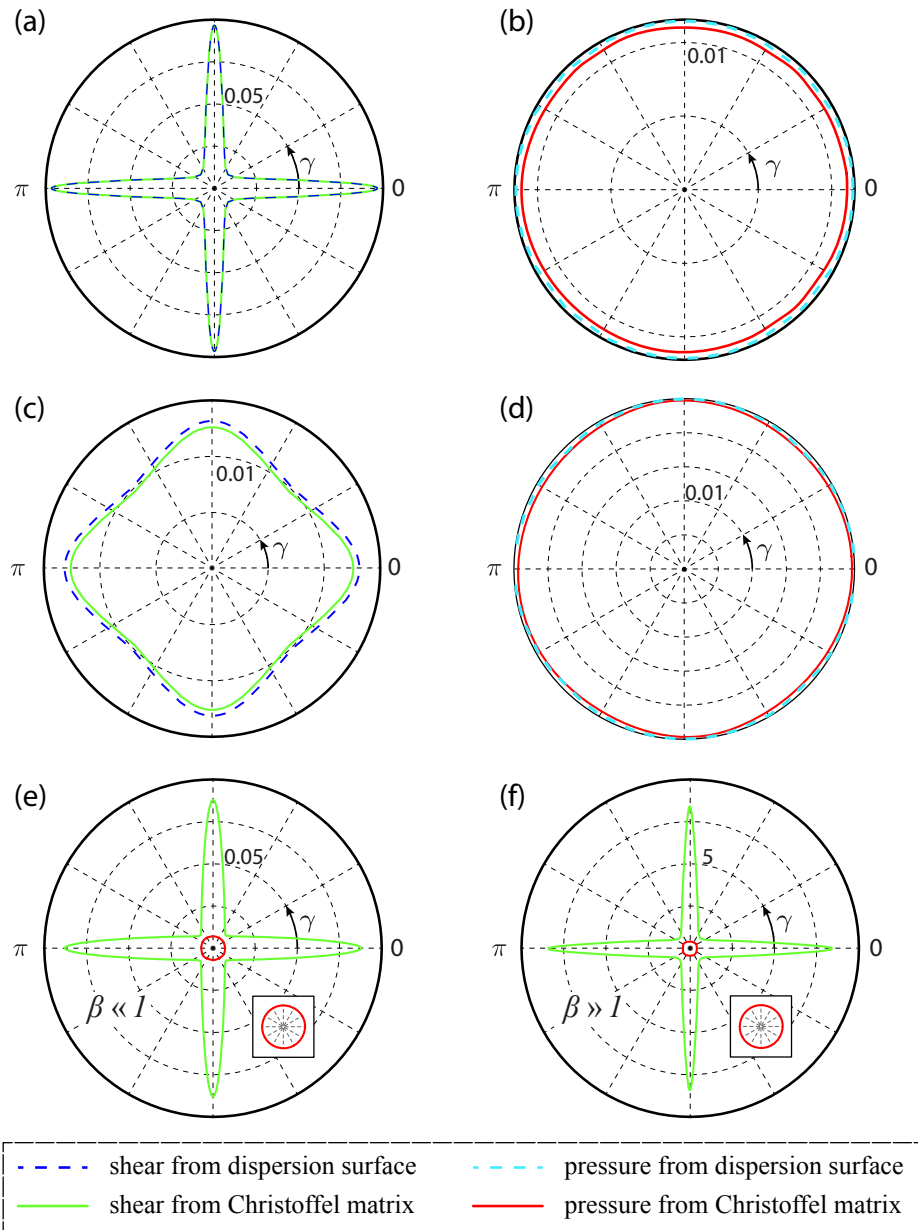 (a)
0.05
γ
π
0
(b)
0.01
γ
π
0
(c)
0.01
γ
π
0
(d)
0.01
γ
π
0
(e)
0.05
γ
π
0
β « 1
(f)
5
γ
π
0
β » 1
shear from dispersion surface
pressure from dispersion surface
shear from Christoffel matrix
pressure from Christoffel matrix